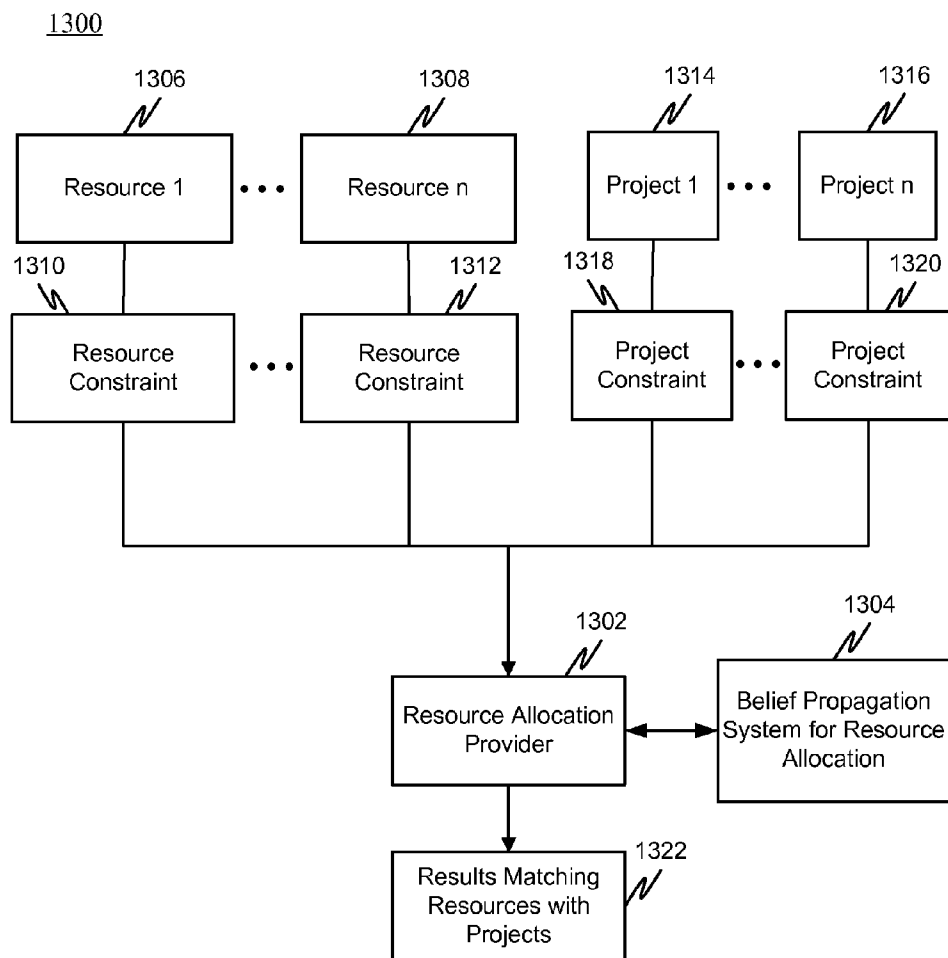 1300
1306
1308
1314
1316
Resource 1
Resource n
Project 1
Project n
1310
1312
1318
1320
Resource
Constraint
Resource
Constraint
Project
Constraint
Project
Constraint
1302
1304
Resource Allocation
Provider
Belief Propagation
System for Resource
Allocation
1322
Results Matching
Resources with
Projects